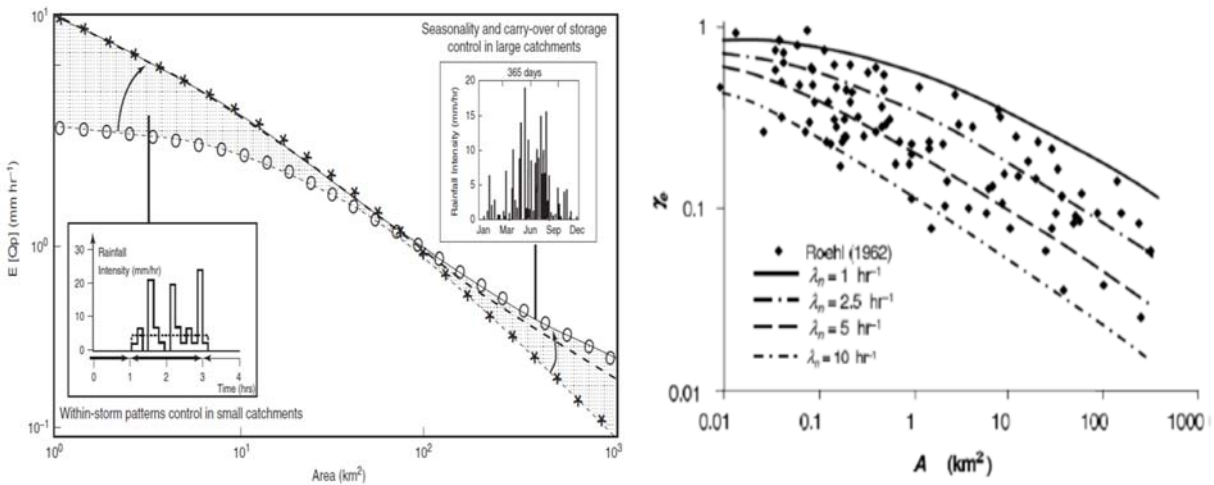 10¹
E [Qp] (mm hr⁻¹)
10⁰
10⁻¹
10⁰
10¹
10²
10³
Area (km²)
Seasonality and carry-over of storage
control in large catchments
365 days
Rainfall Intensity (mm/hr)
20
15
10
5
0
Jan Mar Jun Sep Dec
Rainfall
Intensity (mm/hr)
30
20
10
0
0 1 2 3 4
Time (hrs)
Within-storm patterns control in small catchments
1
0.1
0.01
0.01 0.1 1 10 100 1000
A (km²)
Roehl (1962)
λₙ = 1 hr⁻¹
λₙ = 2.5 hr⁻¹
λₙ = 5 hr⁻¹
λₙ = 10 hr⁻¹